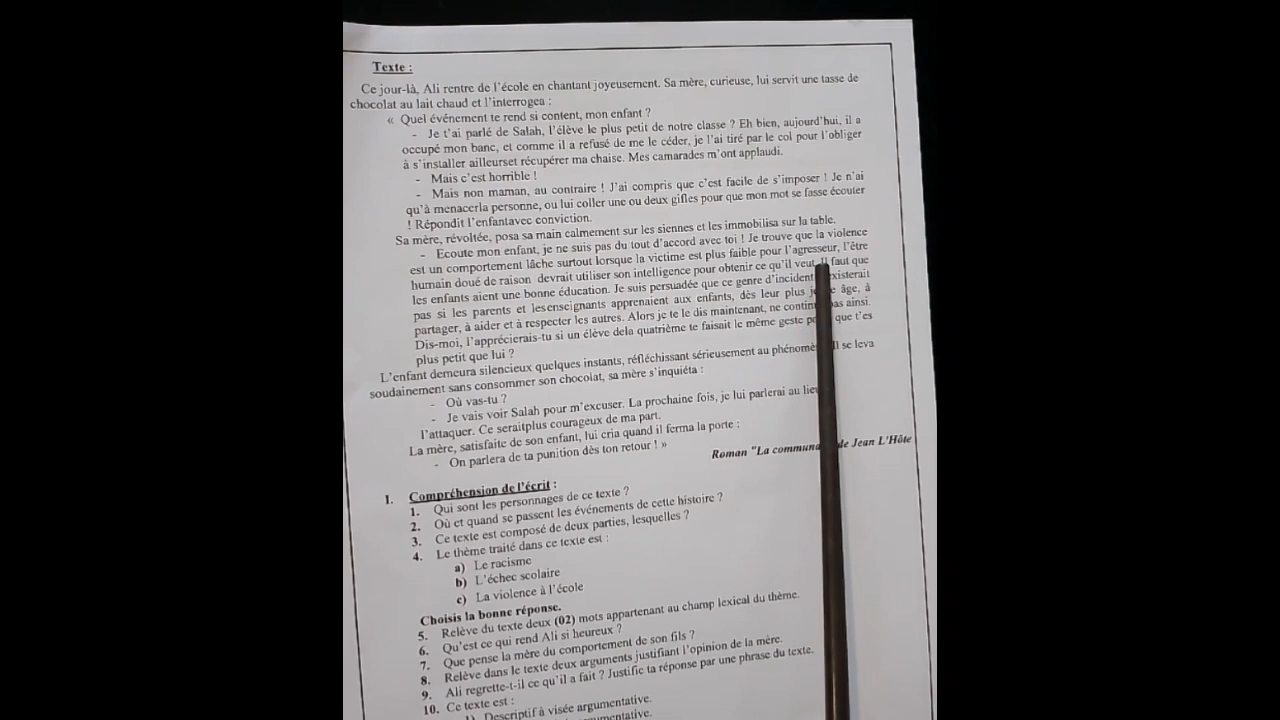 Texte :
Ce jour-là, Ali rentre de l'école en chantant joyeusement. Sa mère, curieuse, lui servit une tasse de
chocolat au lait chaud et l'interrogea :
« Quel événement te rend si content, mon enfant ?
- Je t'ai parlé de Salah, l'élève le plus petit de notre classe ? Eh bien, aujourd'hui, il a
occupé mon banc, et comme il a refusé de me le céder, je l'ai tiré par le col pour l'obliger
à s'installer ailleurset récupérer ma chaise. Mes camarades m'ont applaudi.
- Mais c'est horrible !
- Mais non maman, au contraire ! J'ai compris que c'est facile de s'imposer ! Je n'ai
qu'à menacerla personne, ou lui coller une ou deux gifles pour que mon mot se fasse écouter
! Répondit l'enfantavec conviction.
Sa mère, révoltée, posa sa main calmement sur les siennes et les immobilisa sur la table.
- Ecoute mon enfant, je ne suis pas du tout d'accord avec toi ! Je trouve que la violence
est un comportement lâche surtout lorsque la victime est plus faible pour l'agresseur, l'être
humain doué de raison devrait utiliser son intelligence pour obtenir ce qu'il veut. Il faut que
les enfants aient une bonne éducation. Je suis persuadée que ce genre d'incident existerait
pas si les parents et lesenseignants apprenaient aux enfants, dès leur plus âge, à
partager, à aider et à respecter les autres. Alors je te le dis maintenant, ne pas ainsi.
Dis-moi, l'apprécierais-tu si un élève dela quatrième te faisait le même geste que t'es
plus petit que lui ?
L'enfant demeura silencieux quelques instants, réfléchissant sérieusement au Il se leva
soudainement sans consommer son chocolat, sa mère s'inquiéta :
- Où vas-tu ?
- Je vais voir Salah pour m'excuser. La prochaine fois, je lui parlerai au
l'attaquer. Ce seraitplus courageux de ma part.
La mère, satisfaite de son enfant, lui cria quand il ferma la porte :
- On parlera de ta punition dès ton retour ! »
Roman "La de Jean L'Hôte
I. Compréhension de l'écrit :
1. Qui sont les personnages de ce texte ?
2. Où et quand se passent les événements de cette histoire ?
3. Ce texte est composé de deux parties, lesquelles ?
4. Le thème traité dans ce texte est :
a) Le racisme
b) L'échec scolaire
c) La violence à l'école
Choisis la bonne réponse.
5. Relève du texte deux (02) mots appartenant au champ lexical du thème.
6. Qu'est ce qui rend Ali si heureux ?
7. Que pense la mère du comportement de son fils ?
8. Relève dans le texte deux arguments justifiant l'opinion de la mère.
9. Ali regrette-t-il ce qu'il a fait ? Justifie ta réponse par une phrase du texte.
10. Ce texte est :
1) Descriptif à visée argumentative.